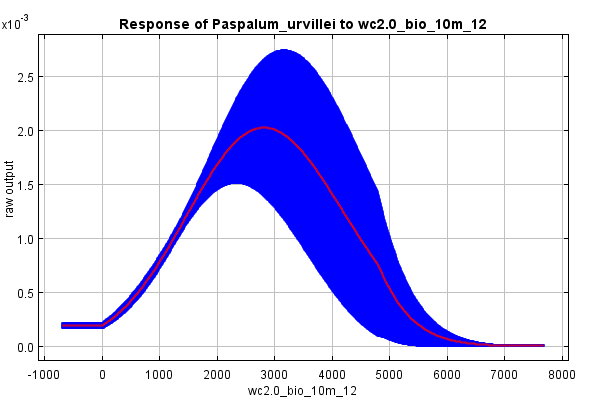 Response of Paspalum_urvillei to wc2.0_bio_10m_12
x10^-3
2.5
2.0
1.5
1.0
0.5
0.0
raw output
-1000 0 1000 2000 3000 4000 5000 6000 7000 8000
wc2.0_bio_10m_12